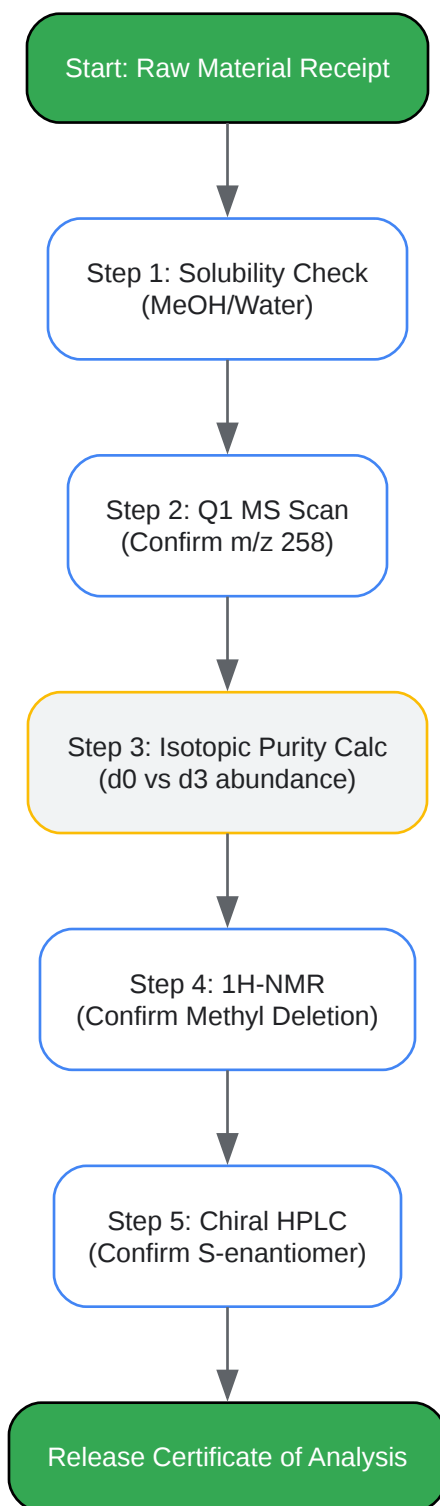 Start: Raw Material Receipt
Step 1: Solubility Check
(MeOH/Water)
Step 2: Q1 MS Scan
(Confirm m/z 258)
Step 3: Isotopic Purity Calc
(d0 vs d3 abundance)
Step 4: 1H-NMR
(Confirm Methyl Deletion)
Step 5: Chiral HPLC
(Confirm S-enantiomer)
Release Certificate of Analysis